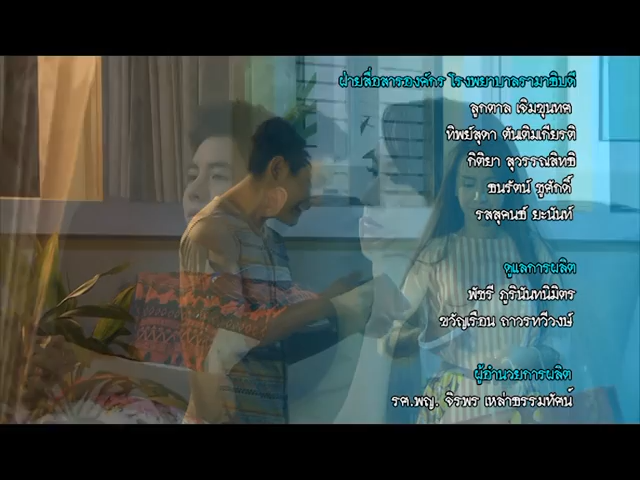 ฝ่ายสื่อสารองค์กร โรงพยาบาลรามาธิบดี
ลูกตาล เจิมขุนทศ
ทิพย์สุดา ตันติมเกียรติ
กิติยา สุวรรณสิทธิ
ธนรัตน์ ชูศักดิ์
รสสุคนธ์ ยะนันท์
ดูแลการผลิต
พัชรี ภูรินันทนิมิตร
ขวัญเรือน ถาวรทวีวงษ์
ผู้อำนวยการผลิต
รศ.พญ. จิรพร เหล่าธรรมทัศน์